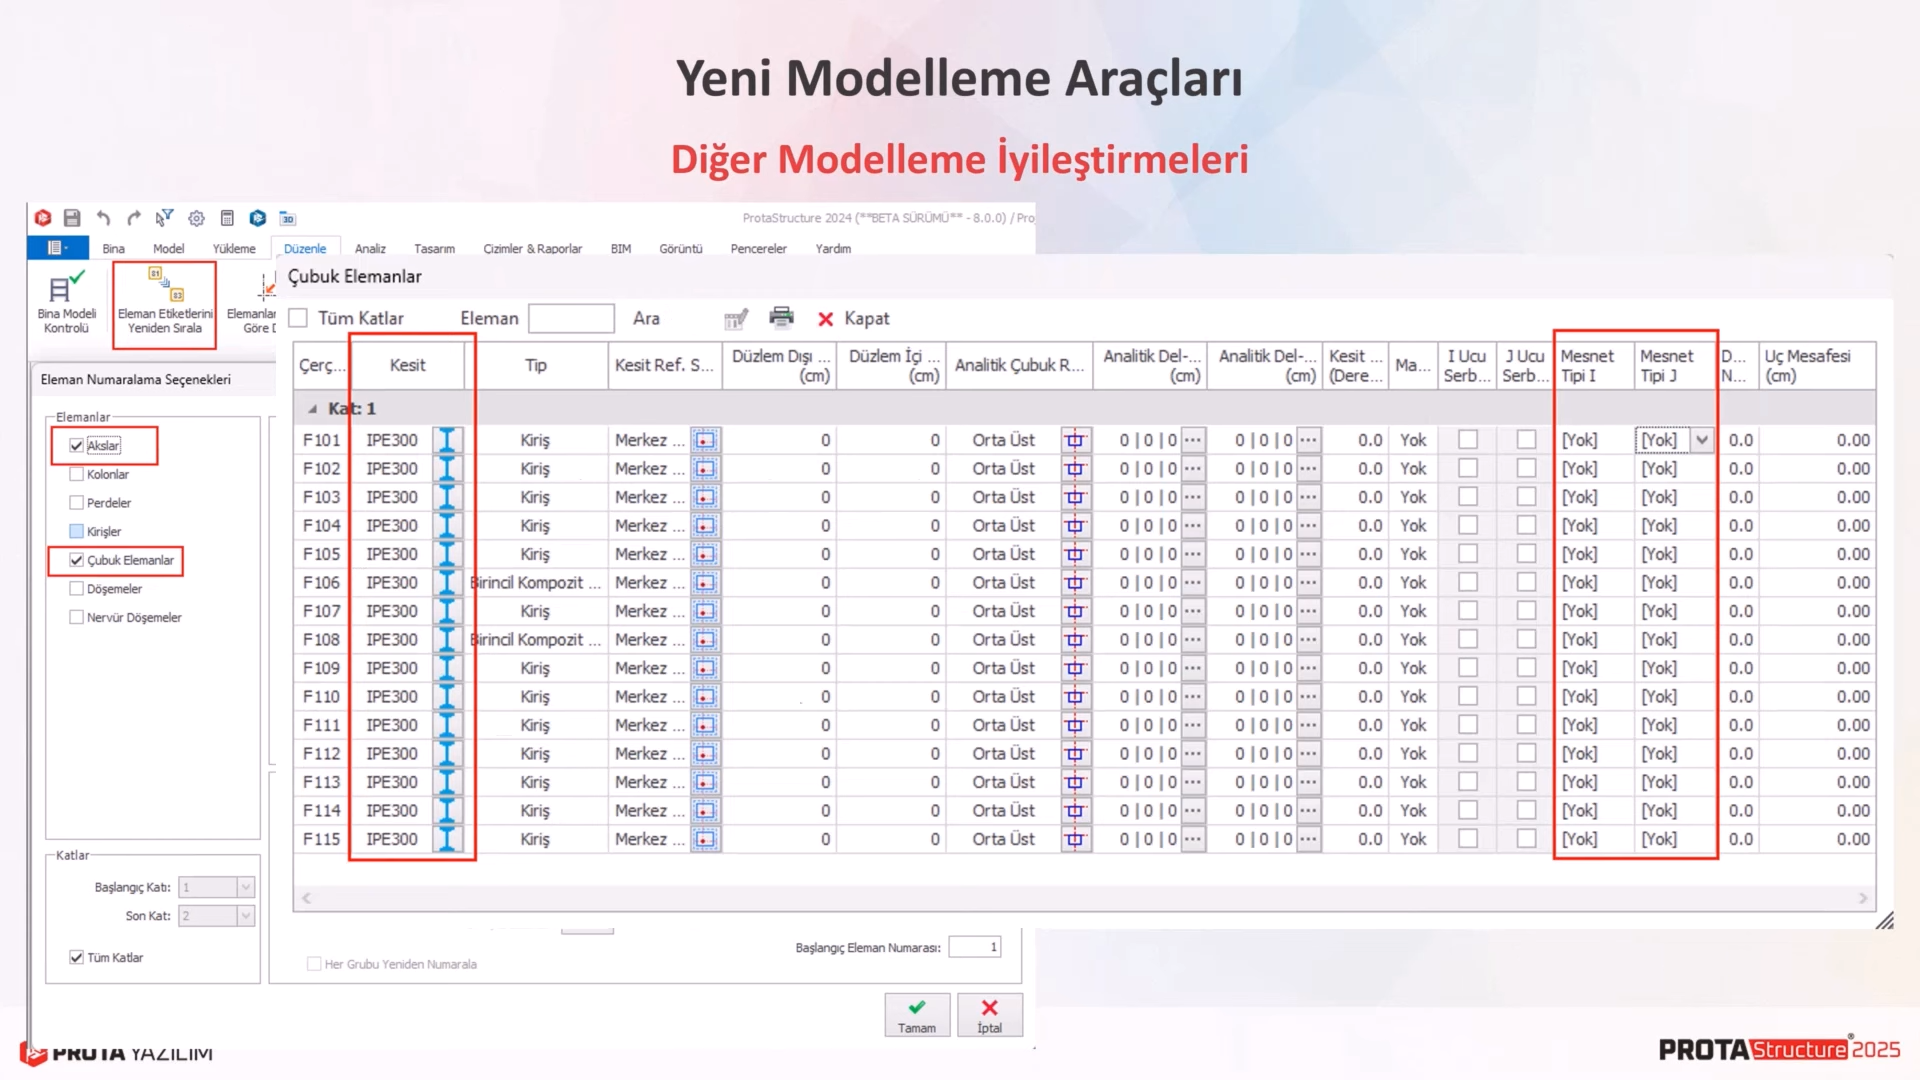 Yeni Modelleme Araçları
Diğer Modelleme İyileştirmeleri
ProtaStructure 2024 (**BETA SÜRÜMÜ** - 8.0.0) / Pro
Bina Model Yükleme Düzenle Analiz Tasarım Çizimler & Raporlar BIM Görüntü Pencereler Yardım
Bina Modeli Kontrolü
Eleman Etiketlerini Yeniden Sırala
Elemanlar
Göre
Eleman Numaralama Seçenekleri
Elemanlar
Akslar
Kolonlar
Perdeler
Kirişler
Çubuk Elemanlar
Döşemeler
Nervür Döşemeler
Katlar
Başlangıç Katı: 1
Son Kat: 2
Tüm Katlar
Çubuk Elemanlar
Tüm Katlar Eleman Ara Kapat
Çerç... Kesit Tip Kesit Ref. S... Düzlem Dışı ... (cm) Düzlem İçi ... (cm) Analitik Çubuk R... Analitik Del-... (cm) Analitik Del-... (cm) Kesit ... (Dere... Ma... I Ucu Serb... J Ucu Serb... Mesnet Tipi I Mesnet Tipi J D... N... Uç Mesafesi (cm)
Kat: 1
F101 IPE300 Kiriş Merkez ... 0 0 Orta Üst 0 | 0 | 0 ... 0 | 0 | 0 ... 0.0 Yok [Yok] [Yok] 0.0 0.00
F102 IPE300 Kiriş Merkez ... 0 0 Orta Üst 0 | 0 | 0 ... 0 | 0 | 0 ... 0.0 Yok [Yok] [Yok] 0.0 0.00
F103 IPE300 Kiriş Merkez ... 0 0 Orta Üst 0 | 0 | 0 ... 0 | 0 | 0 ... 0.0 Yok [Yok] [Yok] 0.0 0.00
F104 IPE300 Kiriş Merkez ... 0 0 Orta Üst 0 | 0 | 0 ... 0 | 0 | 0 ... 0.0 Yok [Yok] [Yok] 0.0 0.00
F105 IPE300 Kiriş Merkez ... 0 0 Orta Üst 0 | 0 | 0 ... 0 | 0 | 0 ... 0.0 Yok [Yok] [Yok] 0.0 0.00
F106 IPE300 Birincil Kompozit ... Merkez ... 0 0 Orta Üst 0 | 0 | 0 ... 0 | 0 | 0 ... 0.0 Yok [Yok] [Yok] 0.0 0.00
F107 IPE300 Kiriş Merkez ... 0 0 Orta Üst 0 | 0 | 0 ... 0 | 0 | 0 ... 0.0 Yok [Yok] [Yok] 0.0 0.00
F108 IPE300 Birincil Kompozit ... Merkez ... 0 0 Orta Üst 0 | 0 | 0 ... 0 | 0 | 0 ... 0.0 Yok [Yok] [Yok] 0.0 0.00
F109 IPE300 Kiriş Merkez ... 0 0 Orta Üst 0 | 0 | 0 ... 0 | 0 | 0 ... 0.0 Yok [Yok] [Yok] 0.0 0.00
F110 IPE300 Kiriş Merkez ... 0 0 Orta Üst 0 | 0 | 0 ... 0 | 0 | 0 ... 0.0 Yok [Yok] [Yok] 0.0 0.00
F111 IPE300 Kiriş Merkez ... 0 0 Orta Üst 0 | 0 | 0 ... 0 | 0 | 0 ... 0.0 Yok [Yok] [Yok] 0.0 0.00
F112 IPE300 Kiriş Merkez ... 0 0 Orta Üst 0 | 0 | 0 ... 0 | 0 | 0 ... 0.0 Yok [Yok] [Yok] 0.0 0.00
F113 IPE300 Kiriş Merkez ... 0 0 Orta Üst 0 | 0 | 0 ... 0 | 0 | 0 ... 0.0 Yok [Yok] [Yok] 0.0 0.00
F114 IPE300 Kiriş Merkez ... 0 0 Orta Üst 0 | 0 | 0 ... 0 | 0 | 0 ... 0.0 Yok [Yok] [Yok] 0.0 0.00
F115 IPE300 Kiriş Merkez ... 0 0 Orta Üst 0 | 0 | 0 ... 0 | 0 | 0 ... 0.0 Yok [Yok] [Yok] 0.0 0.00
Başlangıç Eleman Numarası: 1
Her Grubu Yeniden Numarala
Tamam İptal
PROTA YAZILIM
PROTAStructure® 2025